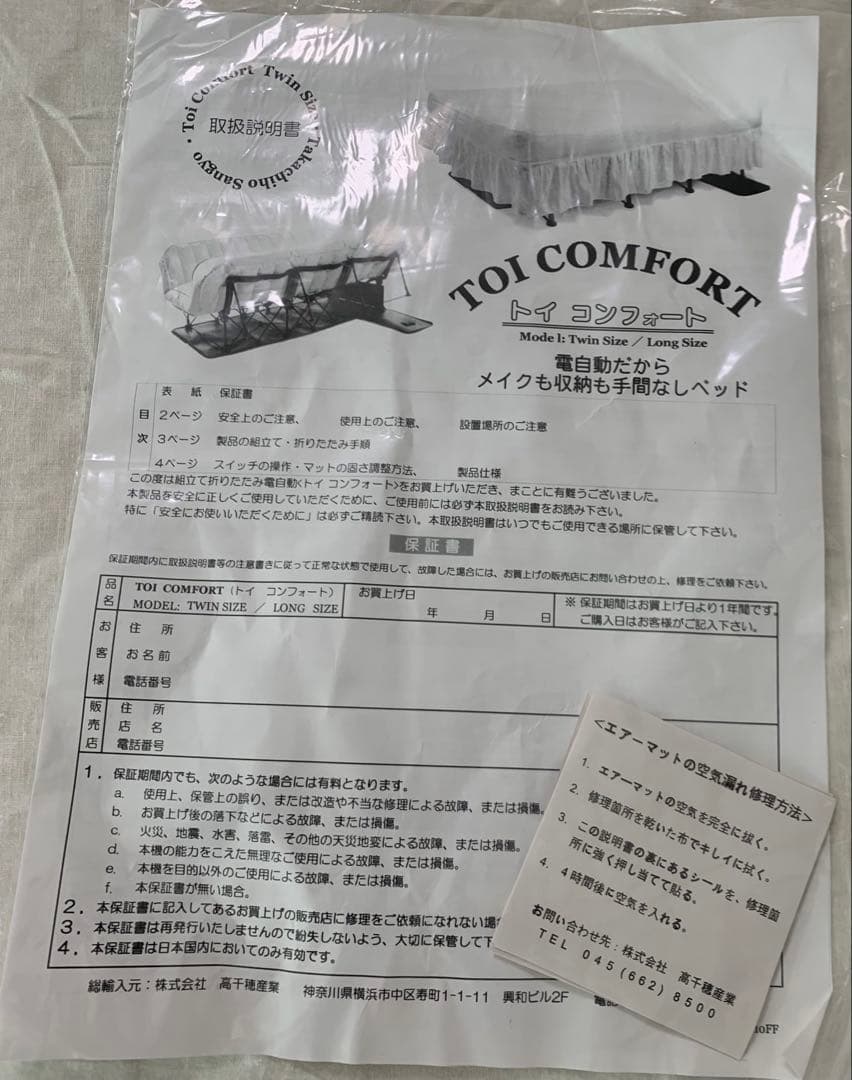 Toi Comfort Twin Size・Takachiho Sangyo・
取扱説明書
TOI COMFORT
トイ コンフォート
Mode l: Twin Size ／ Long Size
電自動だから
メイクも収納も手間なしベッド
目次
表 紙 保証書
2ページ 安全上のご注意、 使用上のご注意、 設置場所のご注意
3ページ 製品の組立て・折りたたみ手順
4ページ スイッチの操作・マットの固さ調整方法、 製品仕様
この度は組立て折りたたみ電自動<トイ コンフォート>をお買上げいただき、まことに有難うございました。
本製品を安全に正しくご使用していただくために、ご使用前には必ず本取扱説明書をお読み下さい。
特に「安全にお使いいただくために」は必ずご精読下さい。本取扱説明書はいつでもご使用できる場所に保管して下さい。
保証書
保証期間内に取扱説明書等の注意書きに従って正常な状態で使用して、故障した場合には、お買上げの販売店にお問い合わせの上、修理をご依頼下さい。
品名
TOI COMFORT（トイ コンフォート）
MODEL: TWIN SIZE ／ LONG SIZE
お買上げ日
年 月 日
※ 保証期間はお買上げ日より1年間です。
ご購入日はお客様がご記入下さい。
お客様
住 所
お名前
電話番号
販売店
住 所
店 名
電話番号
1．保証期間内でも、次のような場合には有料となります。
a. 使用上、保管上の誤り、または改造や不当な修理による故障、または損傷。
b. お買上げ後の落下などによる故障、または損傷。
c. 火災、地震、水害、落雷、その他の天災地変による故障、または損傷。
d. 本機の能力をこえた無理なご使用による故障、または損傷。
e. 本機を目的以外のご使用による故障、または損傷。
f. 本保証書が無い場合。
2．本保証書に記入してあるお買上げの販売店に修理をご依頼になれない場
3．本保証書は再発行いたしませんので紛失しないよう、大切に保管して下
4．本保証書は日本国内においてのみ有効です。
総輸入元：株式会社 高千穂産業 神奈川県横浜市中区寿町1-1-11 興和ビル2F 電
10FF
<エアーマットの空気漏れ修理方法>
1. エアーマットの空気を完全に抜く。
2. 修理箇所を乾いた布でキレイに拭く。
3. この説明書の裏にあるシールを、修理箇
所に強く押し当てて貼る。
4. 4時間後に空気を入れる。
お問い合わせ先：株式会社 高千穂産業
TEL 045(662)8500